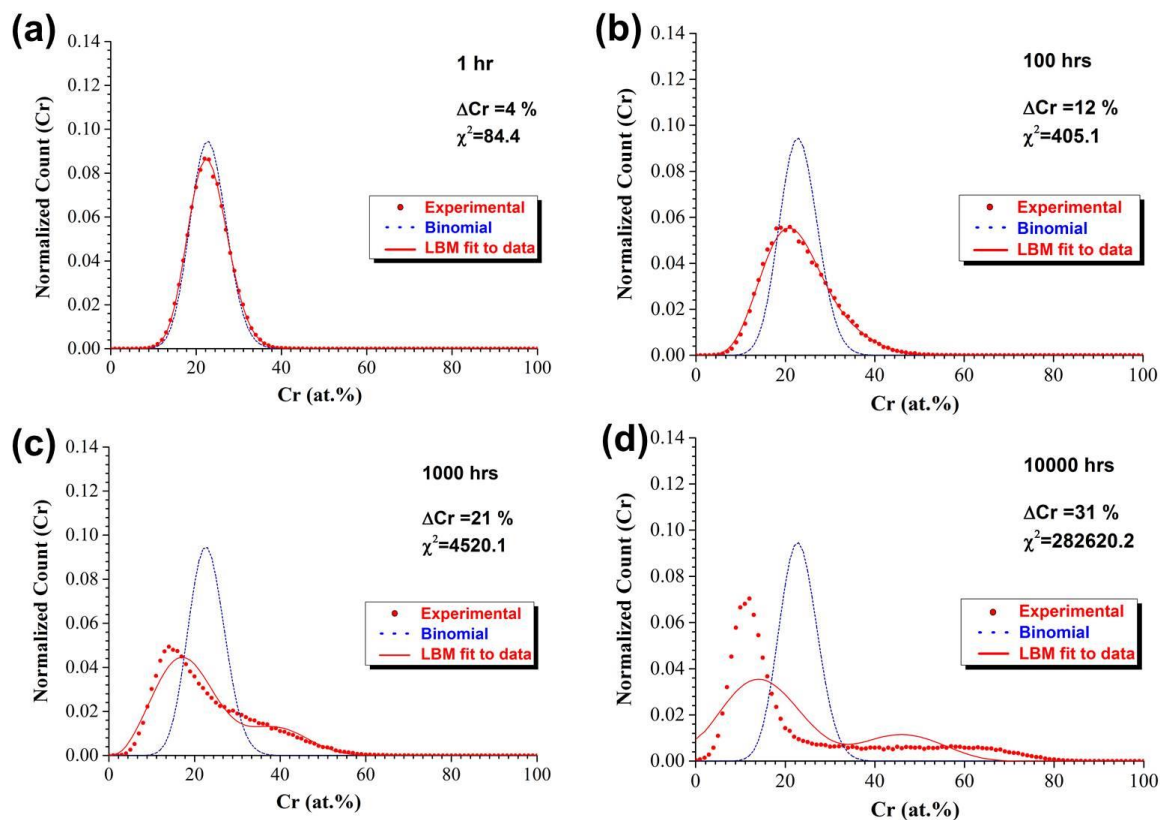 (a)
0.14
0.12
0.10
0.08
0.06
0.04
0.02
0.00
Normalized Count (Cr)
1 hr
ΔCr =4 %
χ²=84.4
Experimental
Binomial
LBM fit to data
0 20 40 60 80 100
Cr (at.%)
(b)
0.14
0.12
0.10
0.08
0.06
0.04
0.02
0.00
Normalized Count (Cr)
100 hrs
ΔCr =12 %
χ²=405.1
Experimental
Binomial
LBM fit to data
0 20 40 60 80 100
Cr (at.%)
(c)
0.14
0.12
0.10
0.08
0.06
0.04
0.02
0.00
Normalized Count (Cr)
1000 hrs
ΔCr =21 %
χ²=4520.1
Experimental
Binomial
LBM fit to data
0 20 40 60 80 100
Cr (at.%)
(d)
0.14
0.12
0.10
0.08
0.06
0.04
0.02
0.00
Normalized Count (Cr)
10000 hrs
ΔCr =31 %
χ²=282620.2
Experimental
Binomial
LBM fit to data
0 20 40 60 80 100
Cr (at.%)